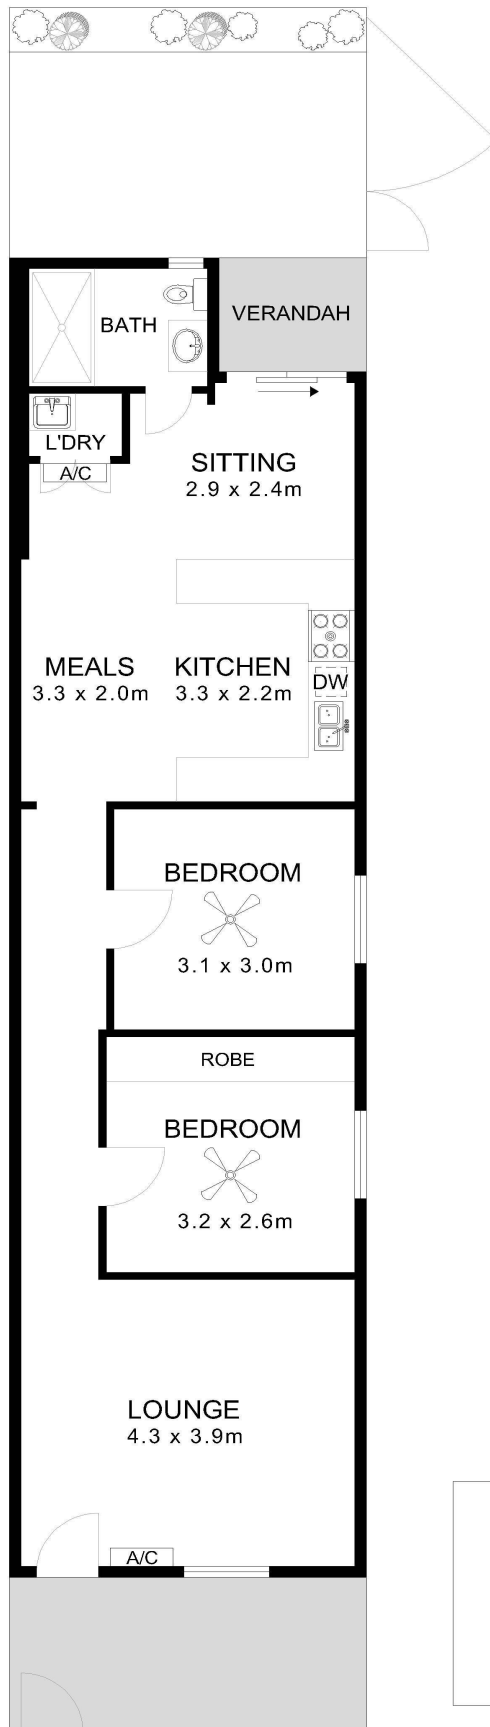 BATH
VERANDAH
L'DRY
A/C
SITTING
2.9 x 2.4m
MEALS
3.3 x 2.0m
KITCHEN
3.3 x 2.2m
DW
BEDROOM
3.1 x 3.0m
ROBE
BEDROOM
3.2 x 2.6m
LOUNGE
4.3 x 3.9m
A/C